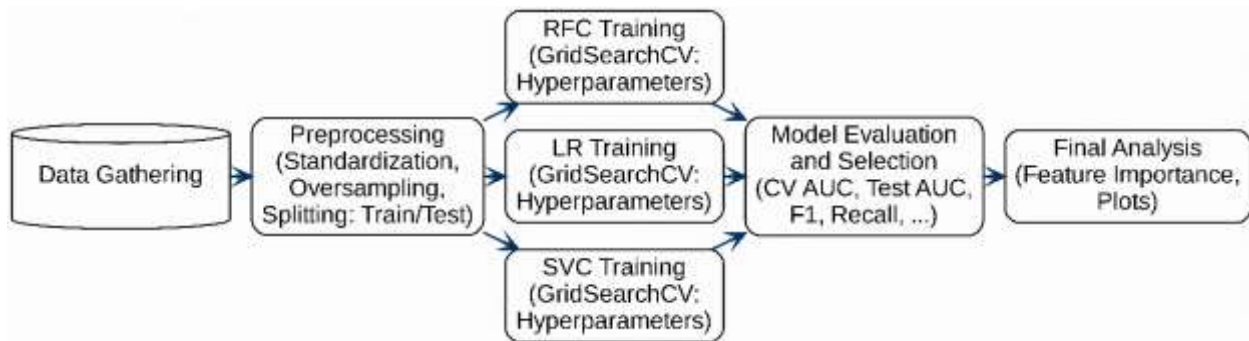 Data Gathering
Preprocessing
(Standardization,
Oversampling,
Splitting: Train/Test)
RFC Training
(GridSearchCV:
Hyperparameters)
LR Training
(GridSearchCV:
Hyperparameters)
SVC Training
(GridSearchCV:
Hyperparameters)
Model Evaluation
and Selection
(CV AUC, Test AUC,
F1, Recall, ...)
Final Analysis
(Feature Importance,
Plots)